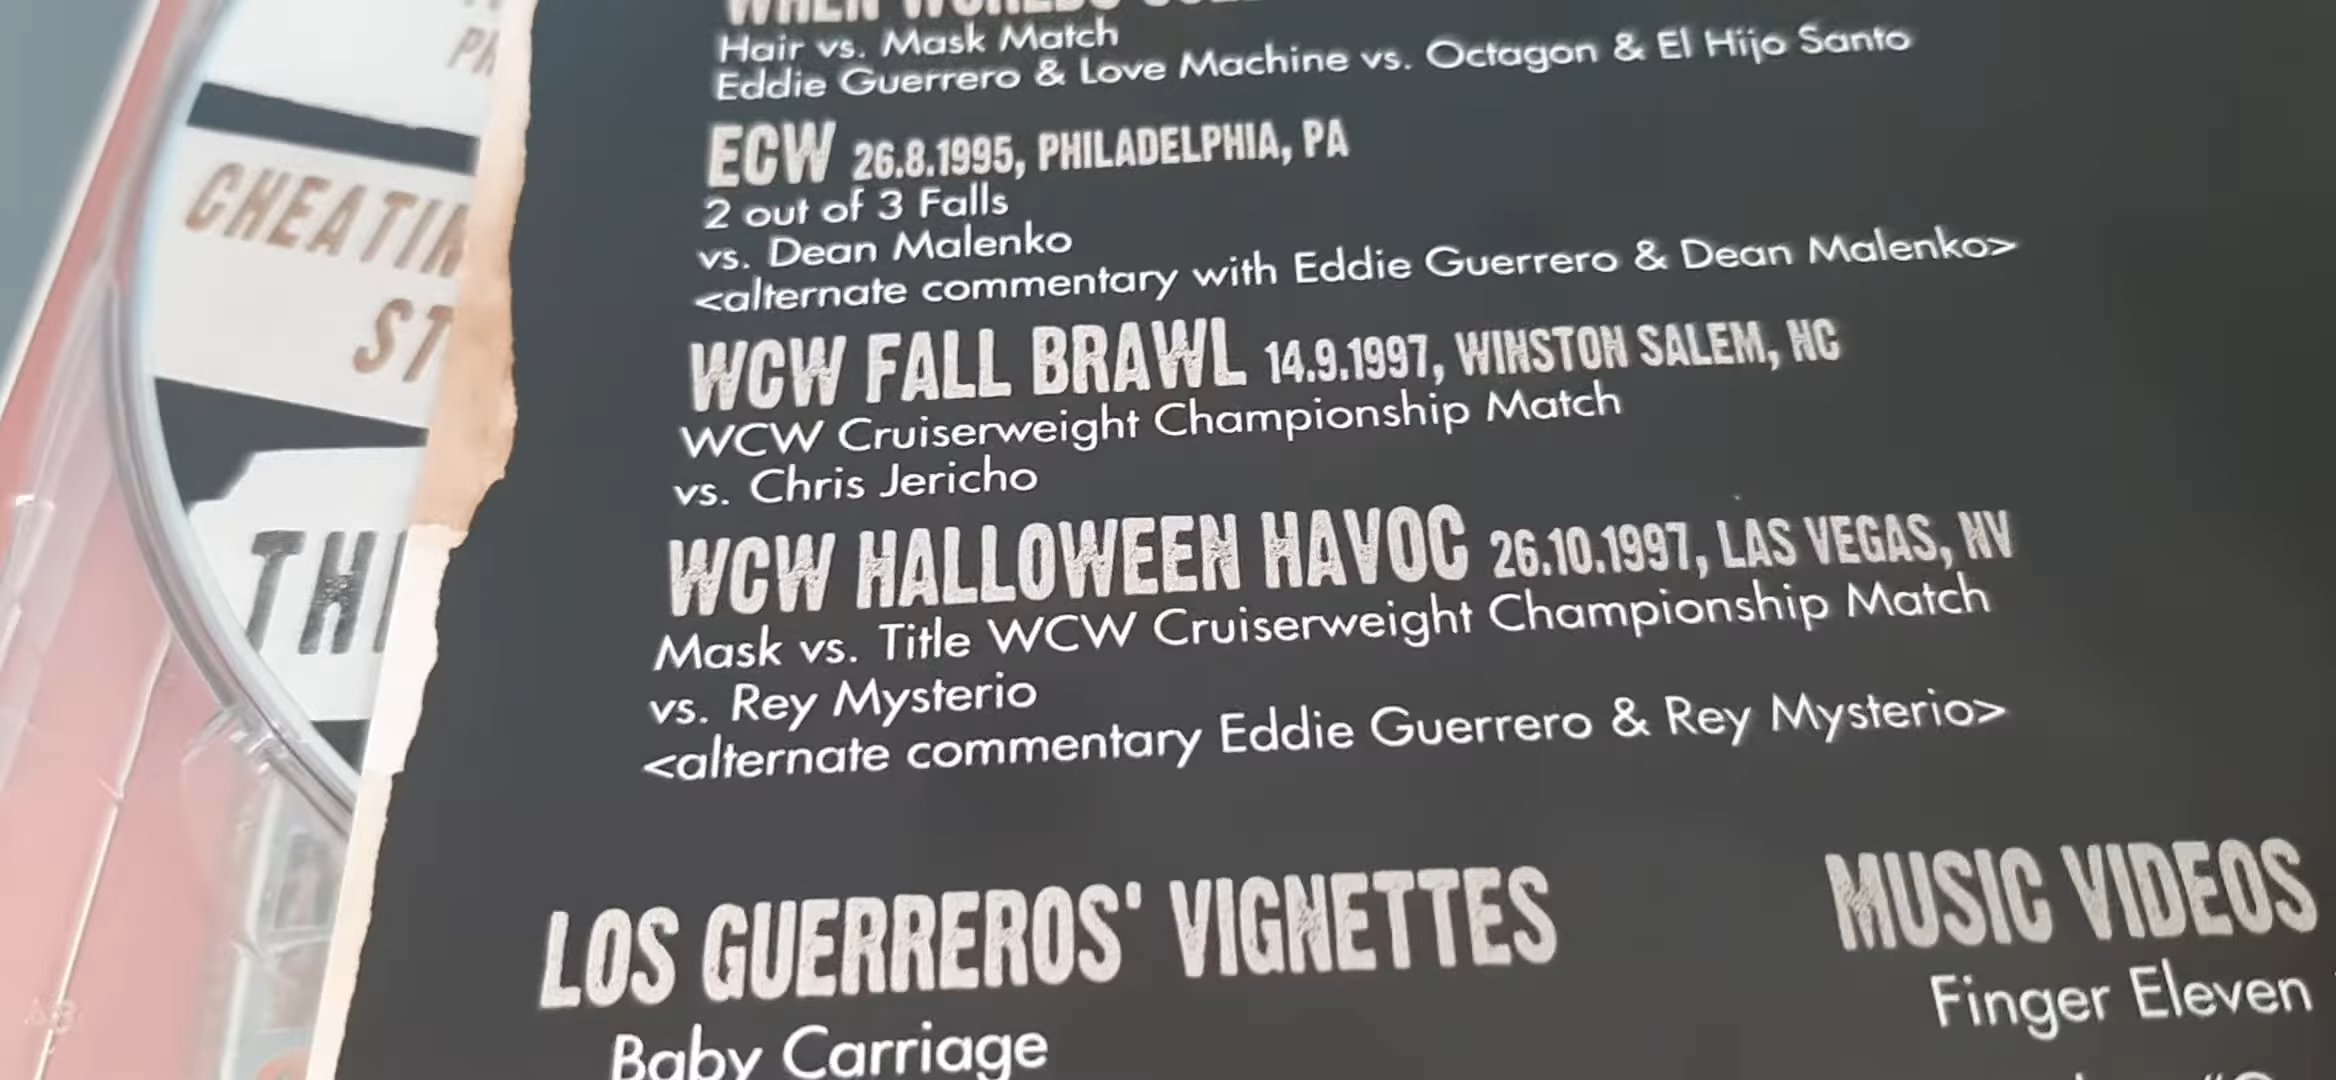 WHEN WORLDS
Hair vs. Mask Match
Eddie Guerrero & Love Machine vs. Octagon & El Hijo Santo
ECW 26.8.1995, PHILADELPHIA, PA
2 out of 3 Falls
vs. Dean Malenko
<alternate commentary with Eddie Guerrero & Dean Malenko>
WCW FALL BRAWL 14.9.1997, WINSTON SALEM, NC
WCW Cruiserweight Championship Match
vs. Chris Jericho
WCW HALLOWEEN HAVOC 26.10.1997, LAS VEGAS, NV
Mask vs. Title WCW Cruiserweight Championship Match
vs. Rey Mysterio
<alternate commentary Eddie Guerrero & Rey Mysterio>
LOS GUERREROS' VIGNETTES
Baby Carriage
MUSIC VIDEOS
Finger Eleven
CHEATIN
ST
TH